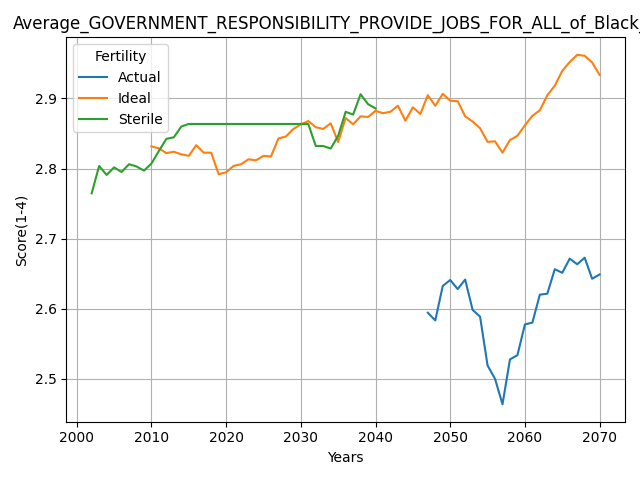 Average_GOVERNMENT_RESPONSIBILITY_PROVIDE_JOBS_FOR_ALL_of_Black_
Fertility
Actual
Ideal
Sterile
Score(1-4)
2.9
2.8
2.7
2.6
2.5
2000 2010 2020 2030 2040 2050 2060 2070
Years